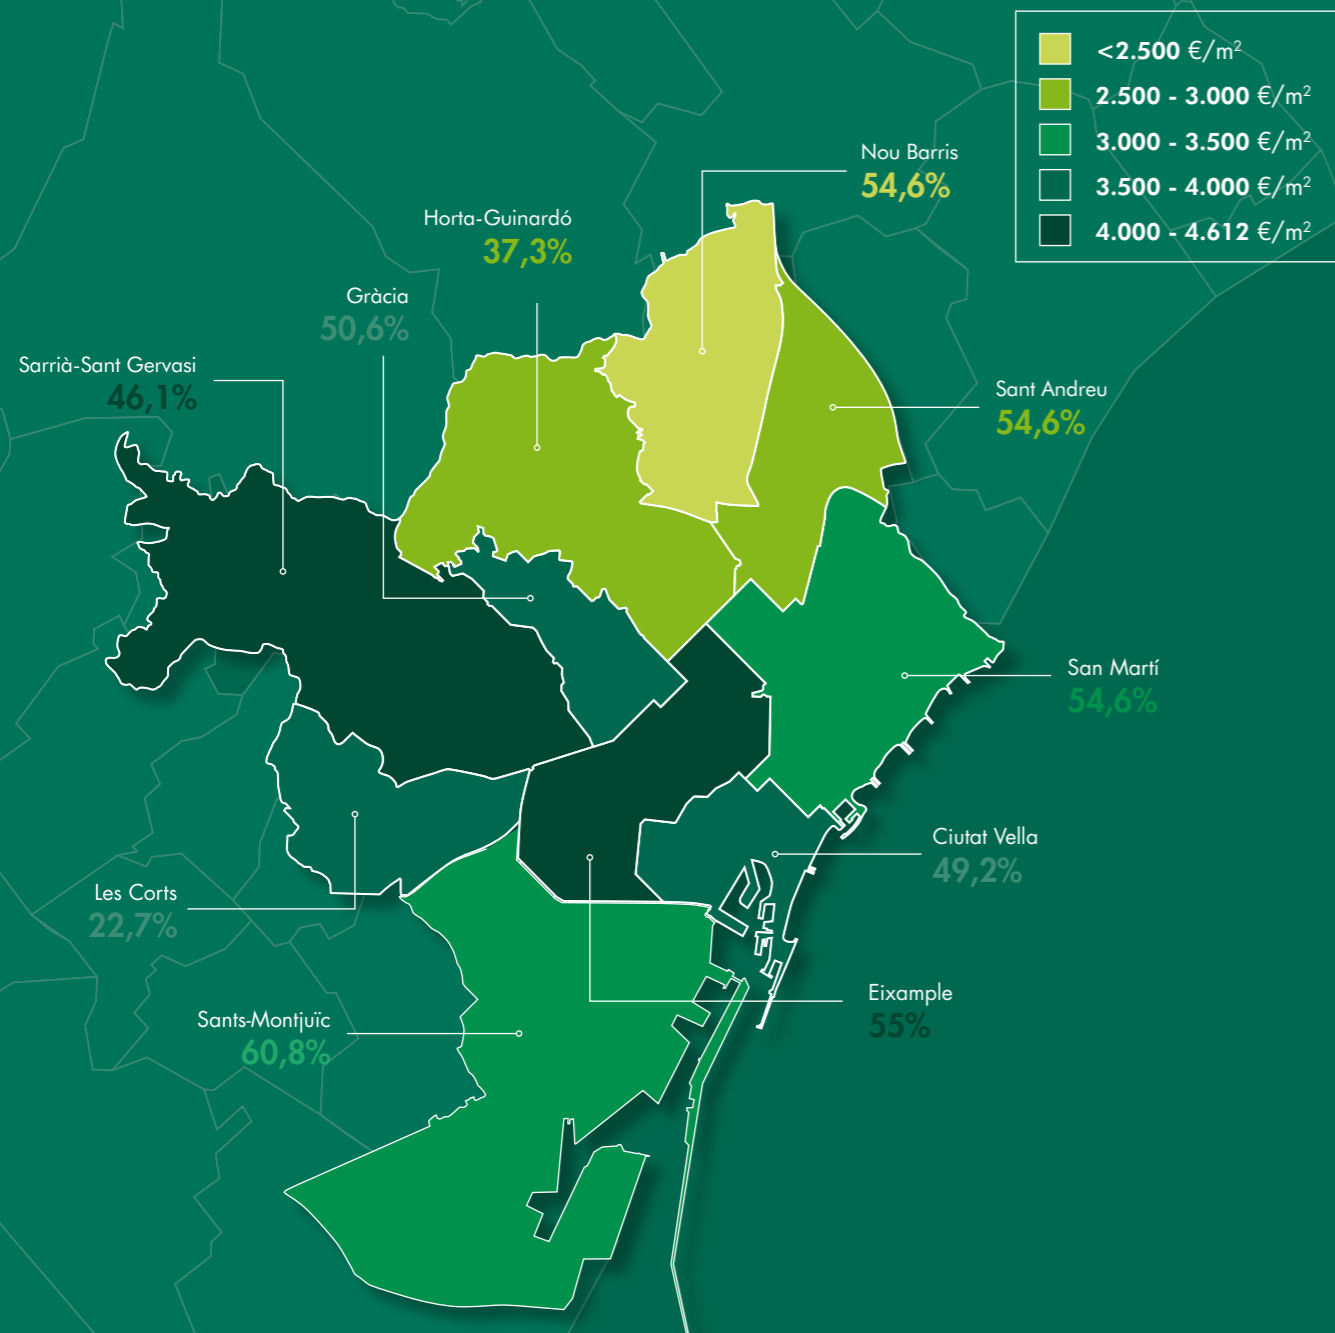 <2.500 €/m²
2.500 - 3.000 €/m²
3.000 - 3.500 €/m²
3.500 - 4.000 €/m²
4.000 - 4.612 €/m²
Nou Barris
54,6%
Horta-Guinardó
37,3%
Gràcia
50,6%
Sarrià-Sant Gervasi
46,1%
Sant Andreu
54,6%
San Martí
54,6%
Ciutat Vella
49,2%
Les Corts
22,7%
Eixample
55%
Sants-Montjuïc
60,8%